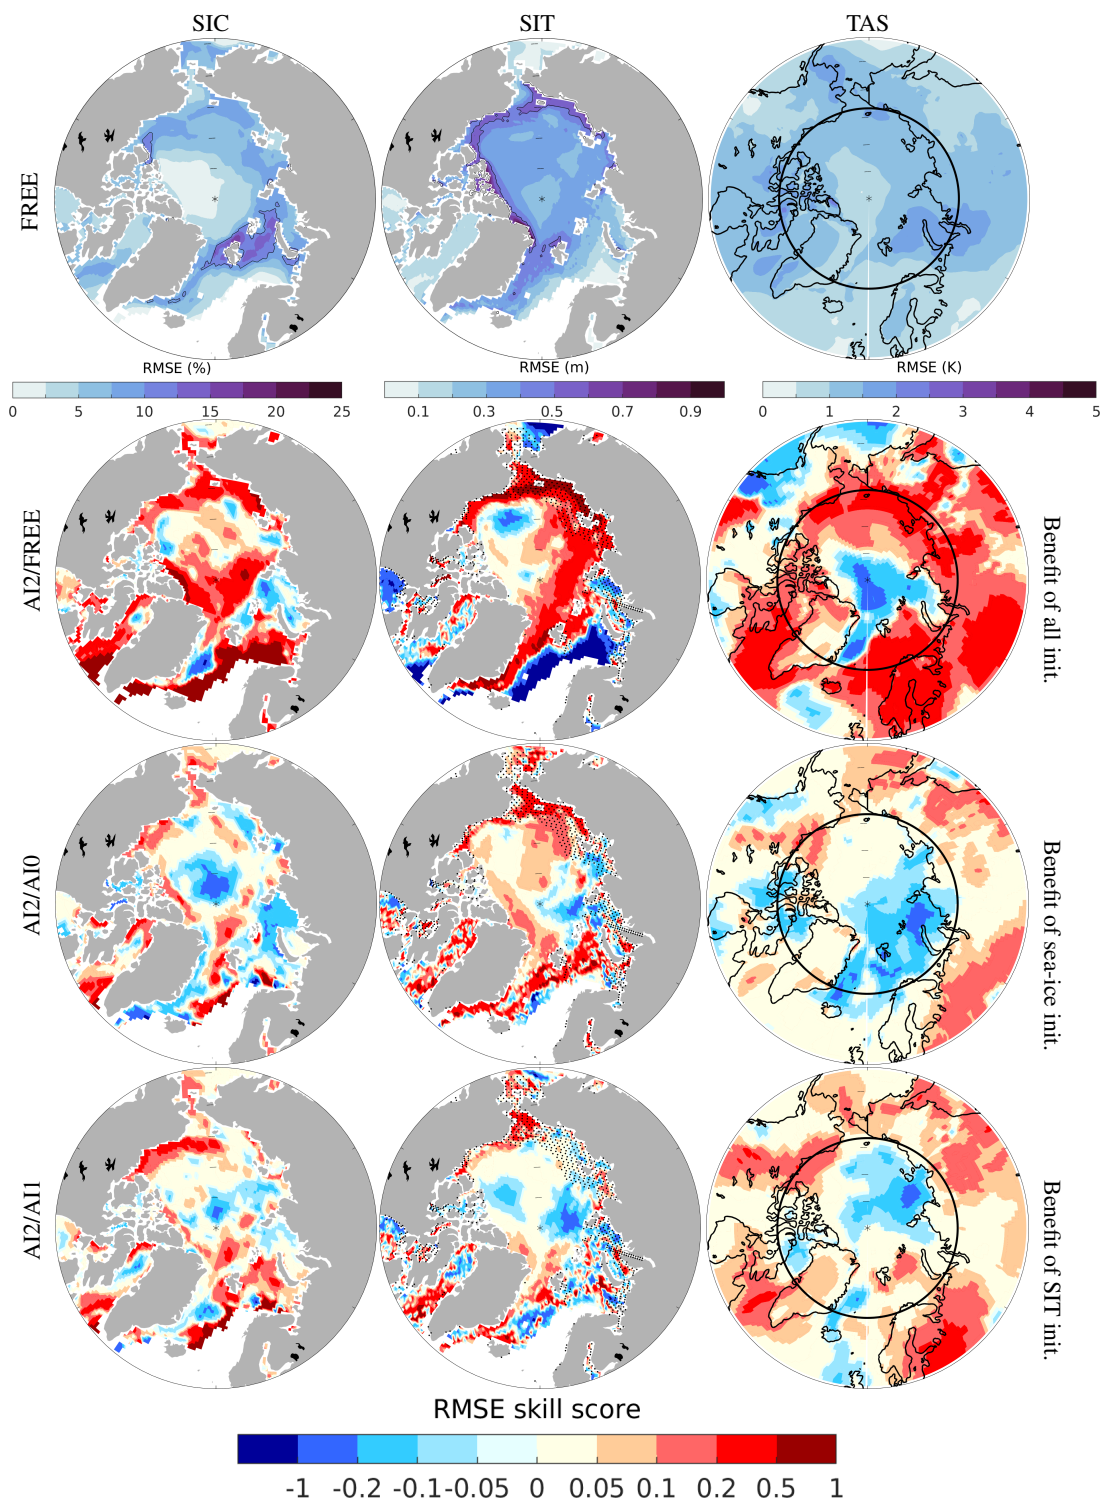 SIC SIT TAS
FREE
RMSE (%) RMSE (m) RMSE (K)
0 5 10 15 20 25 0.1 0.3 0.5 0.7 0.9 0 1 2 3 4 5
AI2/FREE
Benefit of all init.
AI2/AI0
Benefit of sea-ice init.
AI2/AI1
Benefit of SIT init.
RMSE skill score
-1 -0.2 -0.1 -0.05 0 0.05 0.1 0.2 0.5 1